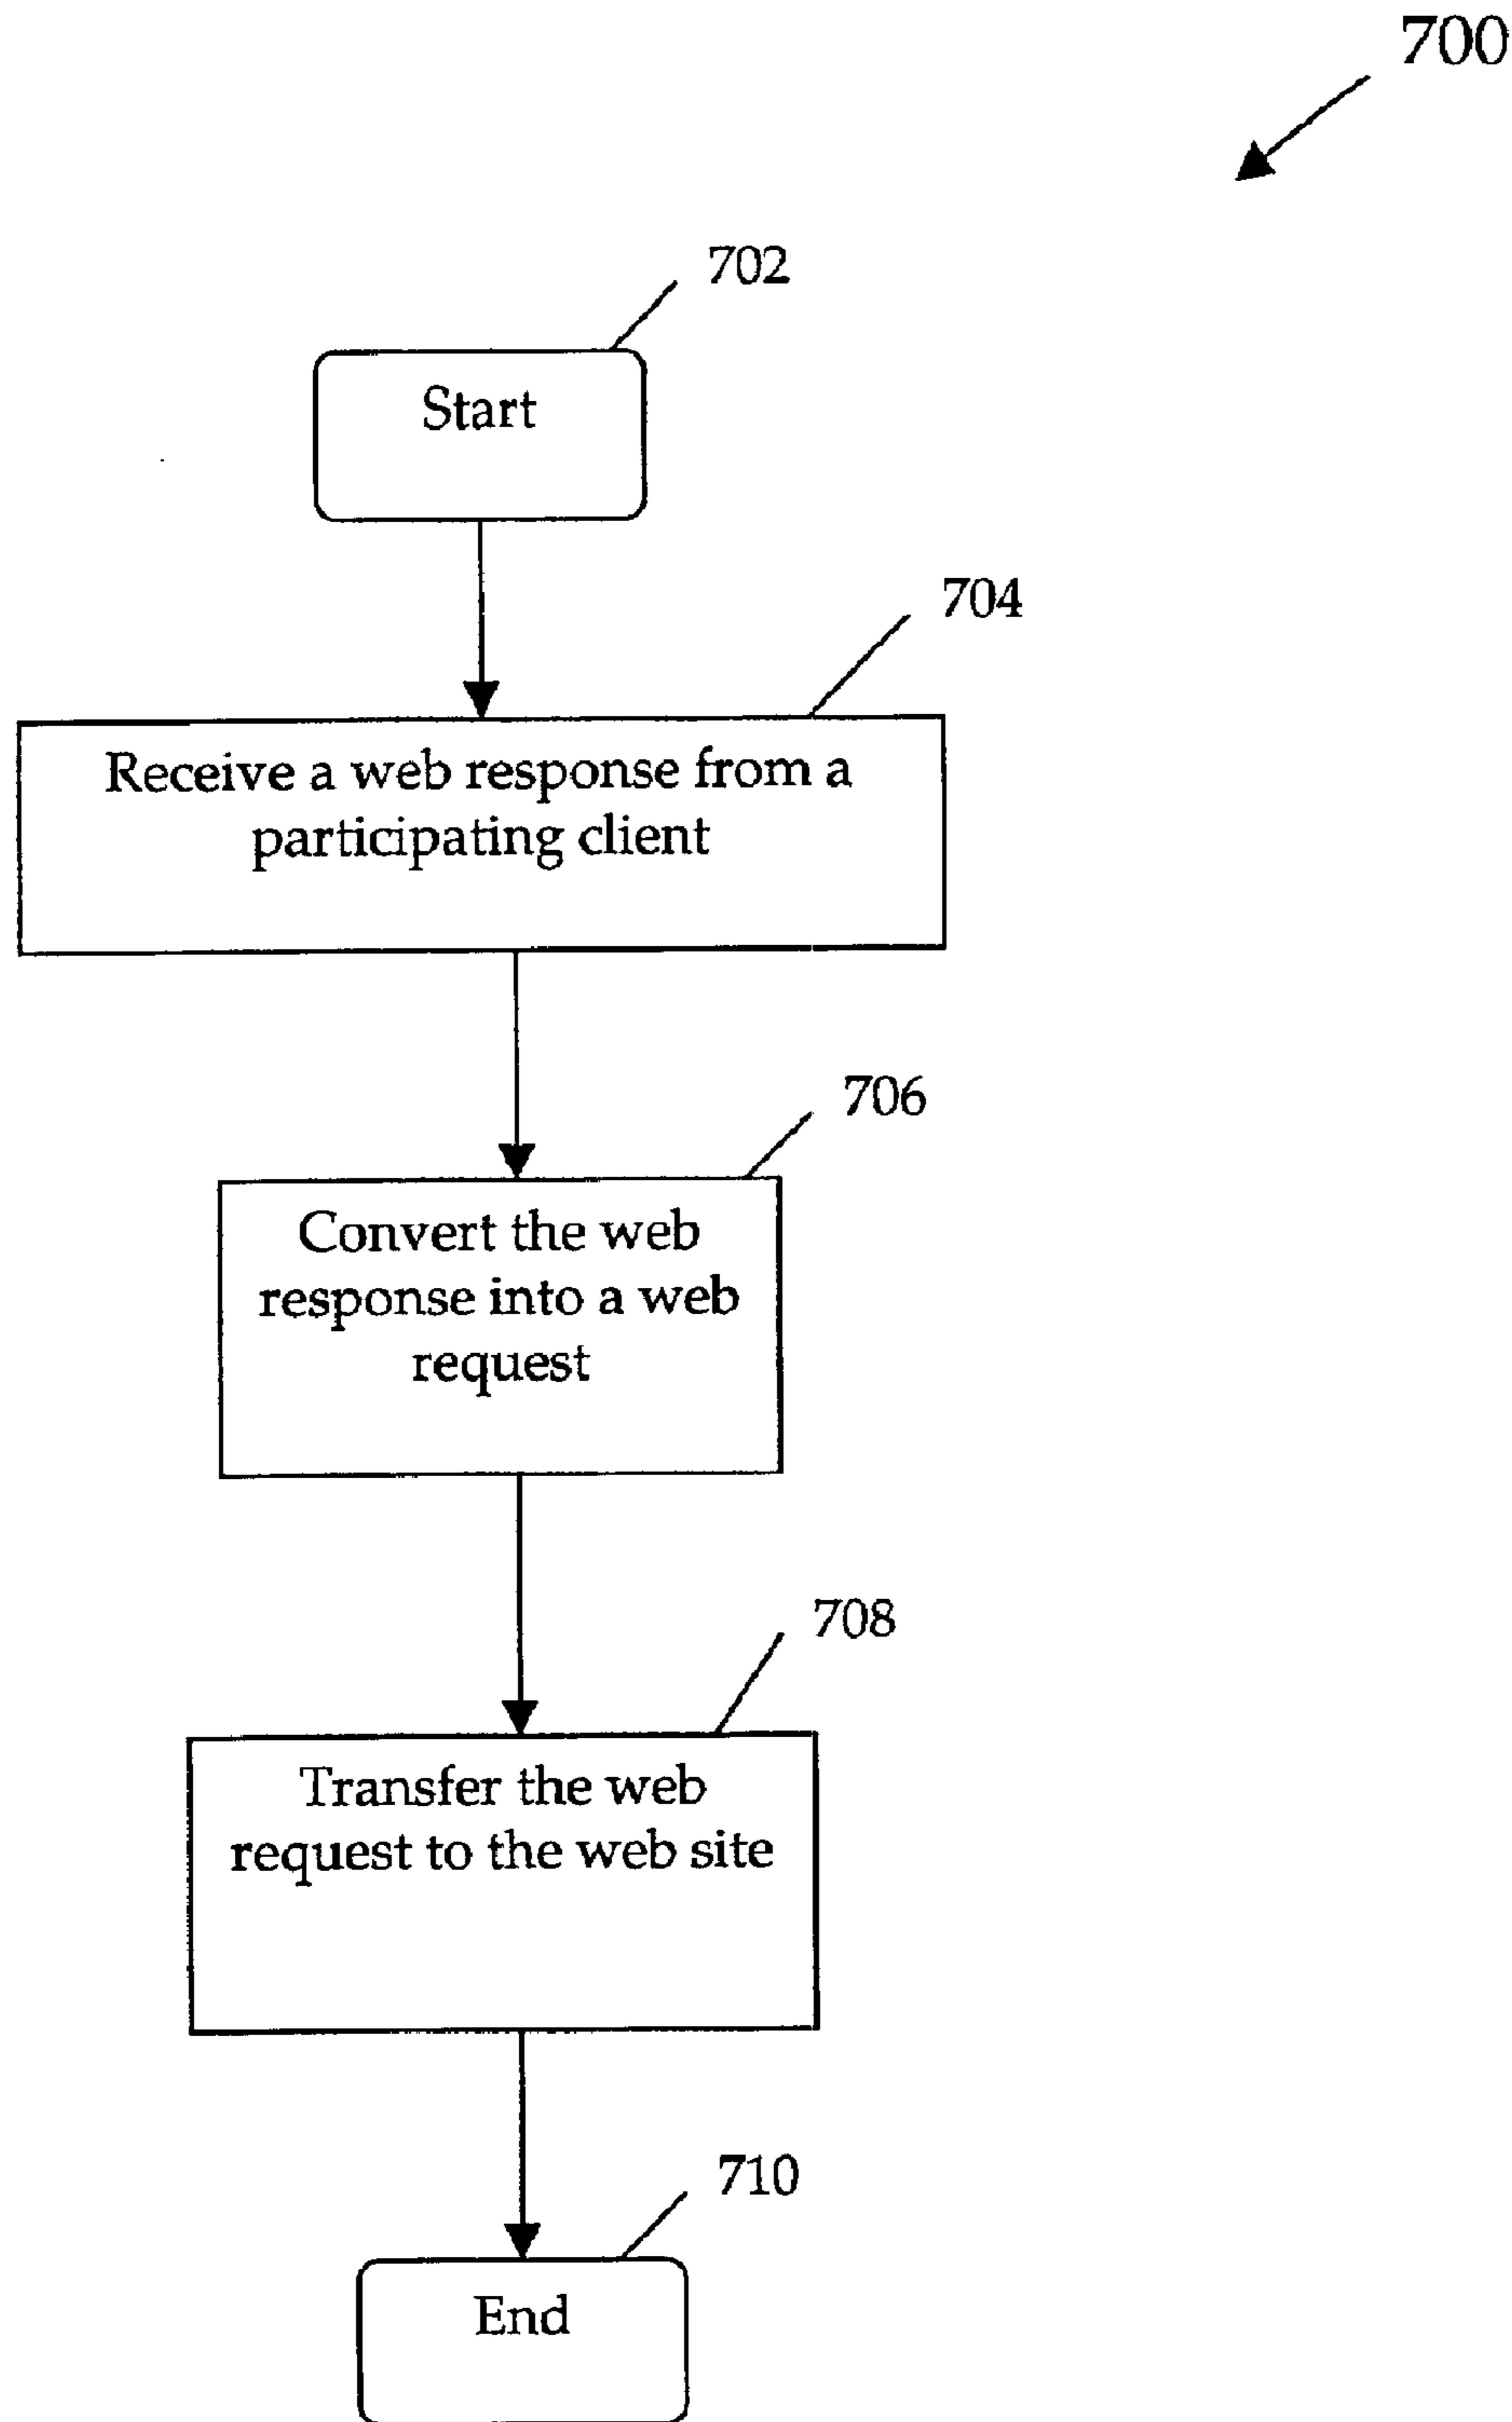 700
702
Start
704
Receive a web response from a
participating client
706
Convert the web
response into a web
request
708
Transfer the web
request to the web site
710
End